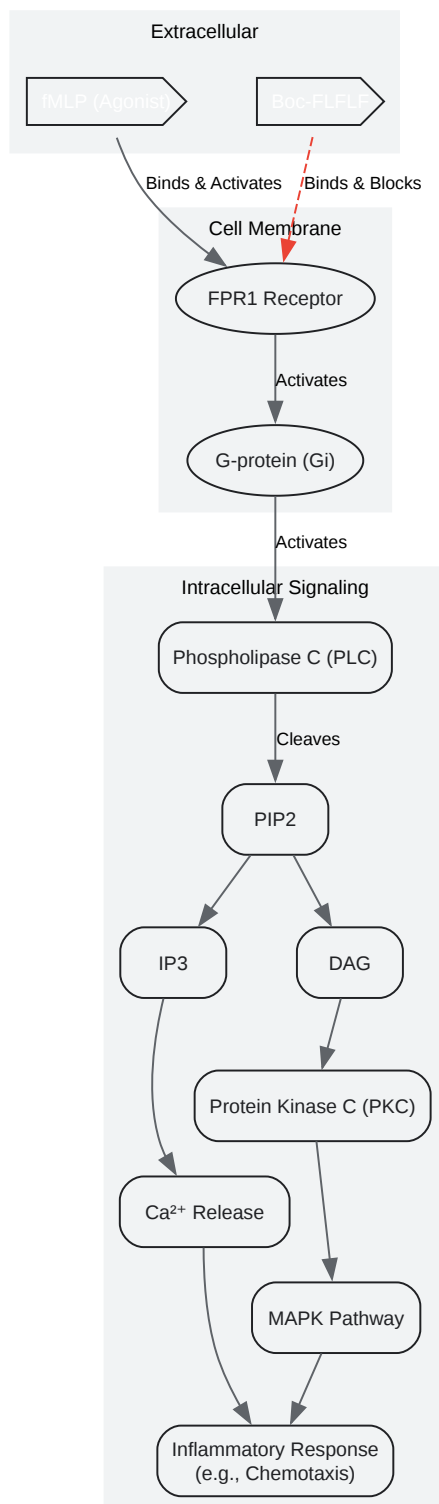 Extracellular
fMLP (Agonist)
Boc-FLFLF
Binds & Activates
Binds & Blocks
Cell Membrane
FPR1 Receptor
Activates
G-protein (Gi)
Activates
Intracellular Signaling
Phospholipase C (PLC)
Cleaves
PIP2
IP3
DAG
Protein Kinase C (PKC)
Ca²⁺ Release
MAPK Pathway
Inflammatory Response
(e.g., Chemotaxis)